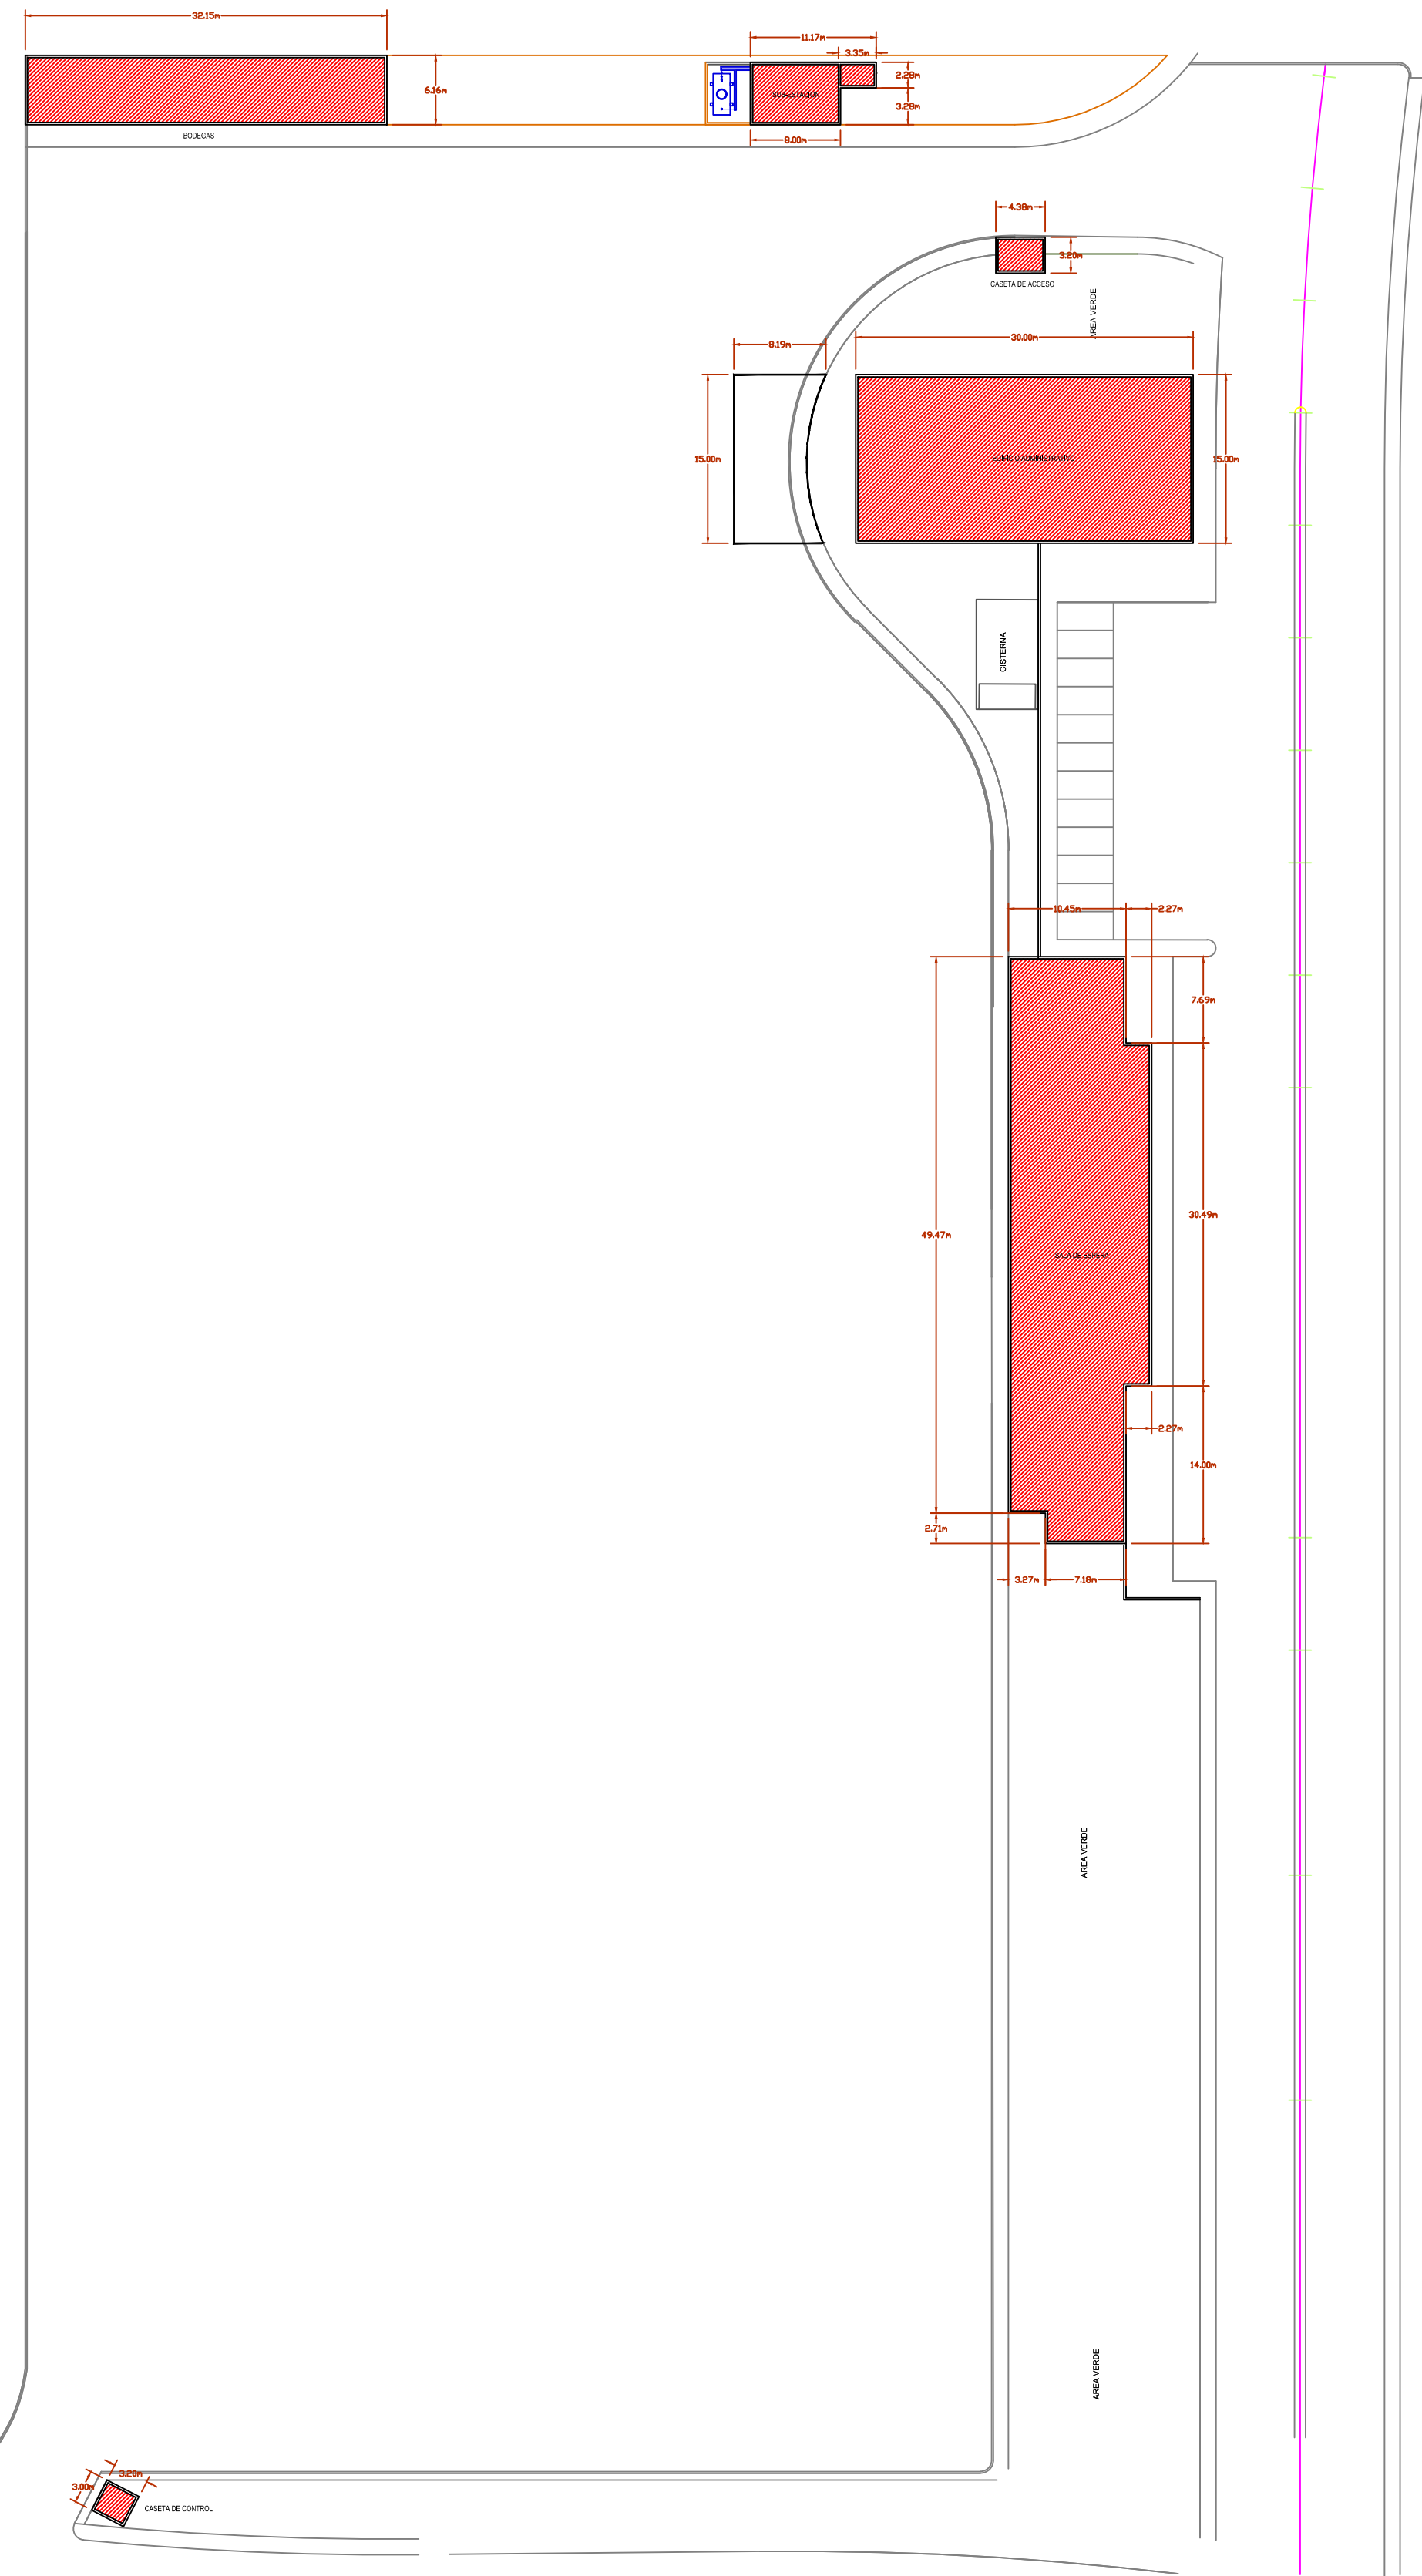 32.15m
11.17m
3.35m
2.28m
6.16m
SUB-ESTACION
3.28m
BODEGAS
8.00m
4.38m
3.20m
CASETA DE ACCESO
AREA VERDE
30.00m
8.19m
15.00m
EDIFICIO ADMINISTRATIVO
15.00m
CISTERNA
10.45m
2.27m
7.69m
30.49m
49.47m
SALA DE ESPERA
2.27m
14.00m
2.71m
3.27m
7.18m
AREA VERDE
AREA VERDE
3.20m
3.00m
CASETA DE CONTROL